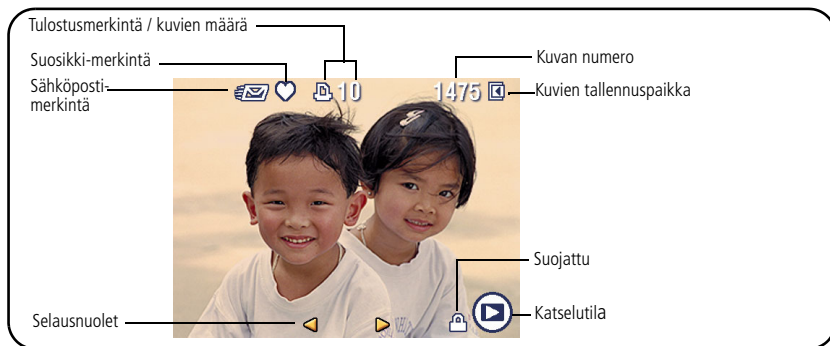 Tulostusmerkintä / kuvien määrä
Suosikki-merkintä
Sähköposti-
merkintä
10
1475
Kuvan numero
Kuvien tallennuspaikka
Suojattu
Selausnuolet
Katselutila